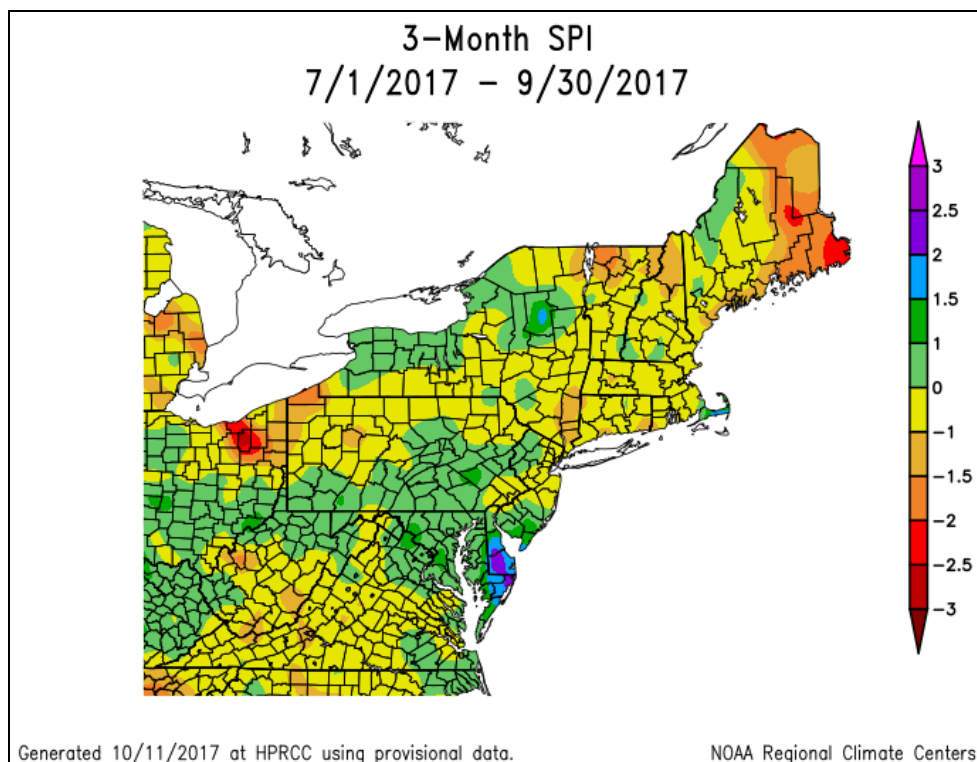 3-Month SPI
7/1/2017 - 9/30/2017
3
2.5
2
1.5
1
0
-1
-1.5
-2
-2.5
-3
Generated 10/11/2017 at HPRCC using provisional data.
NOAA Regional Climate Centers